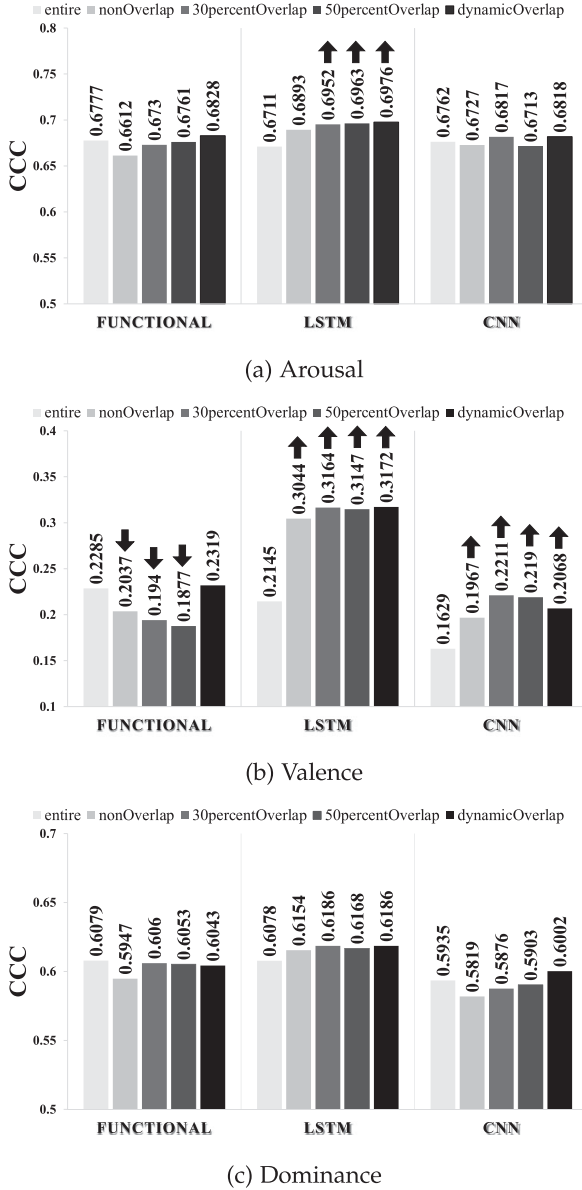 entire nonOverlap 30percentOverlap 50percentOverlap dynamicOverlap
0.8
0.75
0.7
0.65
0.6
0.55
0.5
CCC
0.6777 0.6612 0.673 0.6761 0.6828
0.6711 0.6893 0.6952 0.6963 0.6976
0.6762 0.6727 0.6817 0.6713 0.6818
FUNCTIONAL LSTM CNN
(a) Arousal
entire nonOverlap 30percentOverlap 50percentOverlap dynamicOverlap
0.4
0.35
0.3
0.25
0.2
0.15
0.1
CCC
0.2285 0.2037 0.194 0.1877 0.2319
0.2145 0.3044 0.3164 0.3147 0.3172
0.1629 0.1967 0.2211 0.219 0.2068
FUNCTIONAL LSTM CNN
(b) Valence
entire nonOverlap 30percentOverlap 50percentOverlap dynamicOverlap
0.7
0.65
0.6
0.55
0.5
CCC
0.6079 0.5947 0.606 0.6053 0.6043
0.6078 0.6154 0.6186 0.6168 0.6186
0.5935 0.5819 0.5876 0.5903 0.6002
FUNCTIONAL LSTM CNN
(c) Dominance